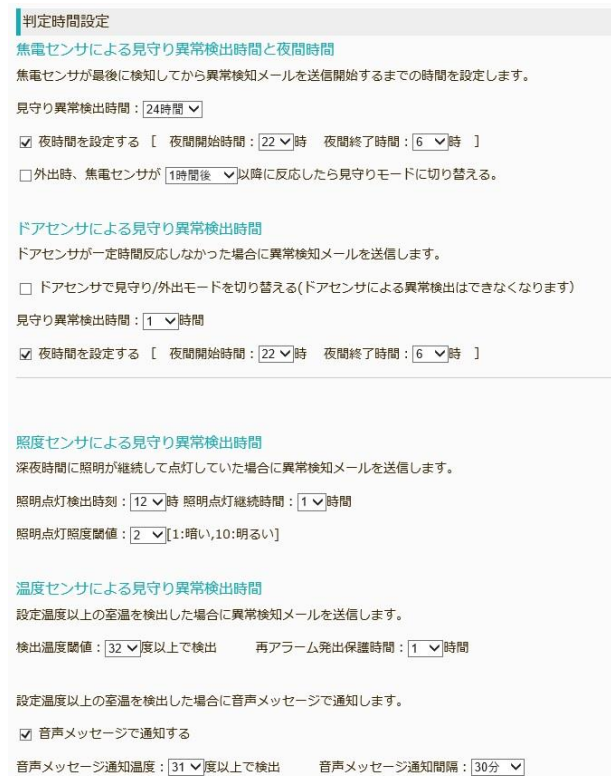 判定時間設定
焦電センサによる見守り異常検出時間と夜間時間
焦電センサが最後に検知してから異常検知メールを送信開始するまでの時間を設定します。
見守り異常検出時間：24時間
夜時間を設定する [ 夜間開始時間：22時 夜間終了時間：6時 ]
外出時、焦電センサが 1時間後 以降に反応したら見守りモードに切り替える。
ドアセンサによる見守り異常検出時間
ドアセンサが一定時間反応しなかった場合に異常検知メールを送信します。
ドアセンサで見守り/外出モードを切り替える(ドアセンサによる異常検出はできなくなります)
見守り異常検出時間：1 時間
夜時間を設定する [ 夜間開始時間：22時 夜間終了時間：6時 ]
照度センサによる見守り異常検出時間
深夜時間に照明が継続して点灯していた場合に異常検知メールを送信します。
照明点灯検出時刻：12時 照明点灯継続時間：1時間
照明点灯照度閾値：2 [1:暗い,10:明るい]
温度センサによる見守り異常検出時間
設定温度以上の室温を検出した場合に異常検知メールを送信します。
検出温度閾値：32度以上で検出 再アラーム発出保護時間：1 時間
設定温度以上の室温を検出した場合に音声メッセージで通知します。
音声メッセージで通知する
音声メッセージ通知温度：31度以上で検出 音声メッセージ通知間隔：30分